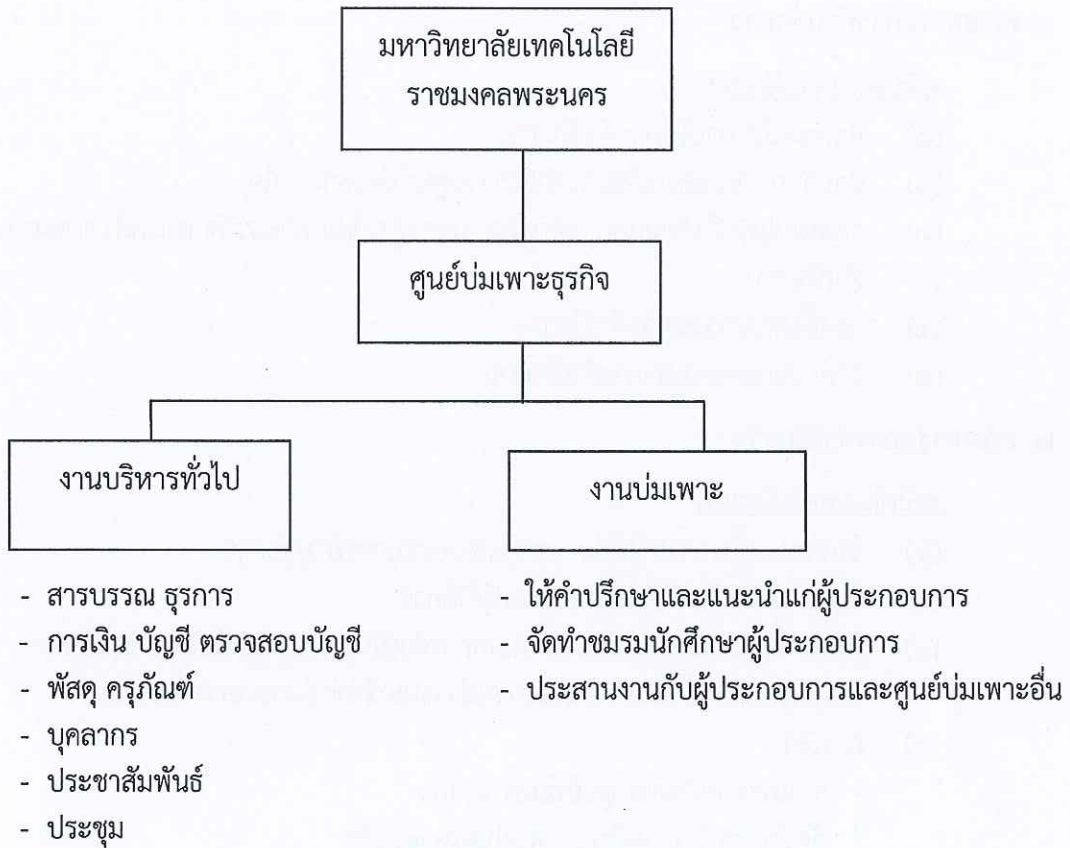 มหาวิทยาลัยเทคโนโลยี
ราชมงคลพระนคร
ศูนย์บ่มเพาะธุรกิจ
งานบริหารทั่วไป
งานบ่มเพาะ
- สารบรรณ ธุรการ
- การเงิน บัญชี ตรวจสอบบัญชี
- พัสดุ ครุภัณฑ์
- บุคลากร
- ประชาสัมพันธ์
- ประชุม
- ให้คำปรึกษาและแนะนำแก่ผู้ประกอบการ
- จัดทำชมรมนักศึกษาผู้ประกอบการ
- ประสานงานกับผู้ประกอบการและศูนย์บ่มเพาะอื่น